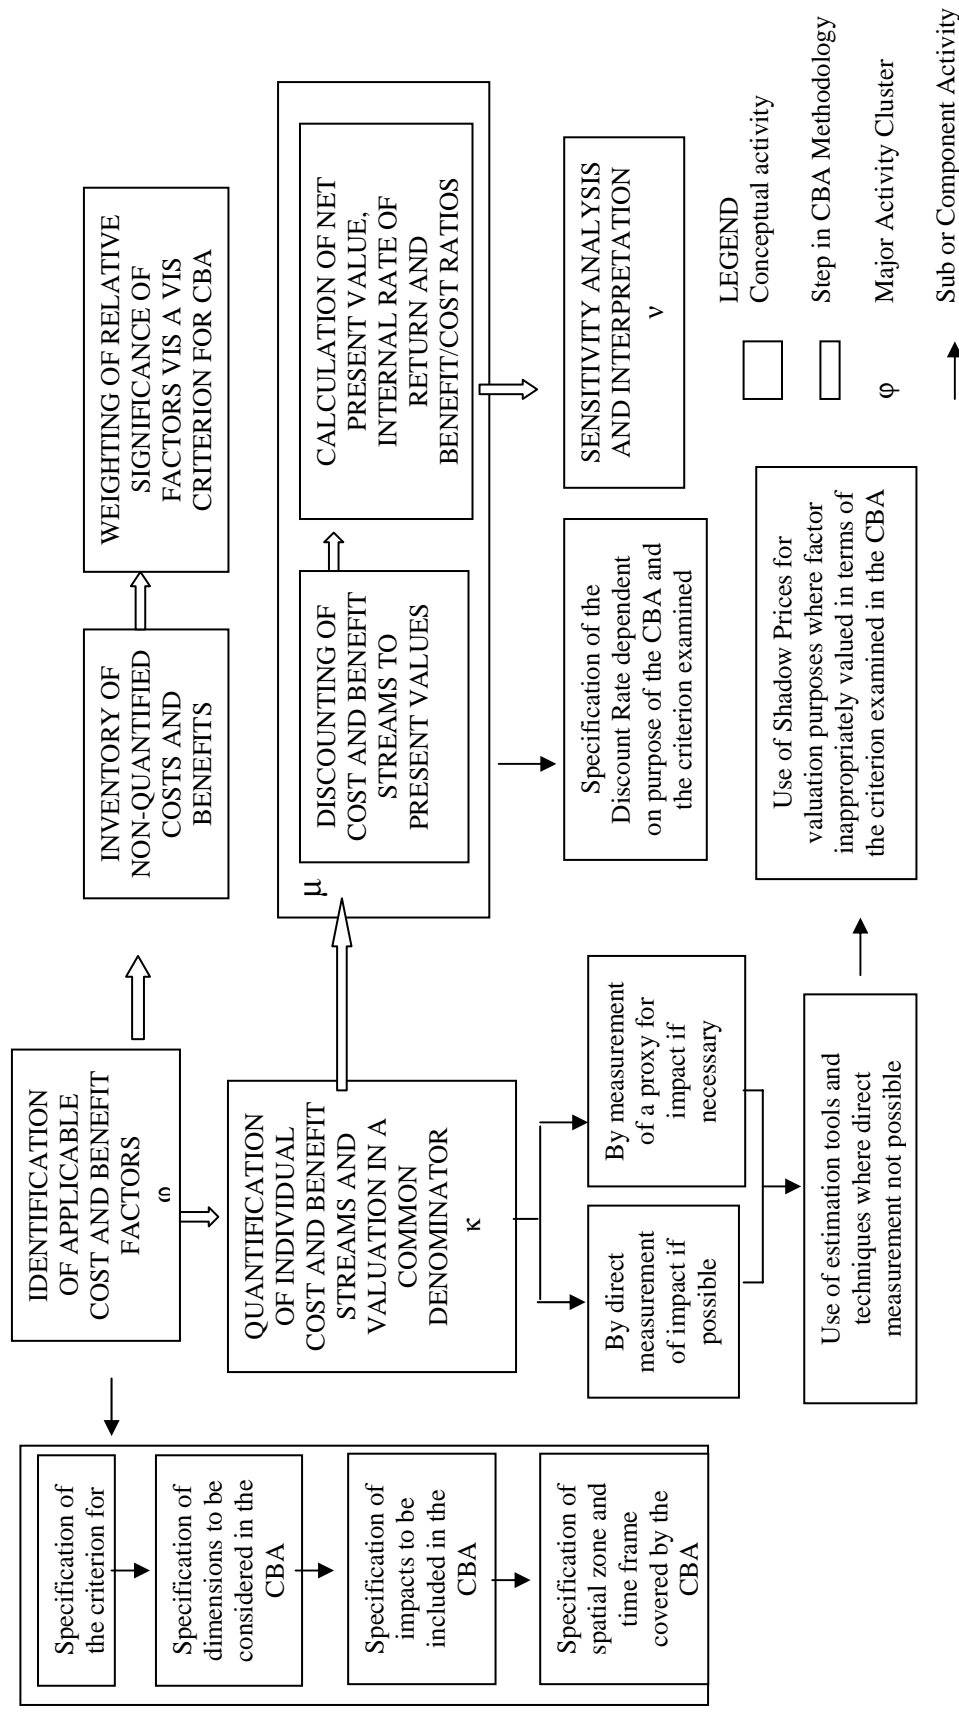 IDENTIFICATION
OF APPLICABLE
COST AND BENEFIT
FACTORS
ϭ
INVENTORY OF
NON-QUANTIFIED
COSTS AND
BENEFITS
WEIGHTING OF RELATIVE
SIGNIFICANCE OF
FACTORS VIS A VIS
CRITERION FOR CBA
Specification of
the criterion for
Specification of
dimensions to be
considered in the
CBA
Specification of
impacts to be
included in the
CBA
Specification of
spatial zone and
time frame
covered by the
CBA
QUANTIFICATION
OF INDIVIDUAL
COST AND BENEFIT
STREAMS AND
VALUATION IN A
COMMON
DENOMINATOR
κ
μ
DISCOUNTING OF
COST AND BENEFIT
STREAMS TO
PRESENT VALUES
CALCULATION OF NET
PRESENT VALUE,
INTERNAL RATE OF
RETURN AND
BENEFIT/COST RATIOS
By direct
measurement
of impact if
possible
By measurement
of a proxy for
impact if
necessary
Specification of the
Discount Rate dependent
on purpose of the CBA and
the criterion examined
SENSITIVITY ANALYSIS
AND INTERPRETATION
ν
Use of estimation tools and
techniques where direct
measurement not possible
Use of Shadow Prices for
valuation purposes where factor
inappropriately valued in terms of
the criterion examined in the CBA
LEGEND
Conceptual activity
Step in CBA Methodology
φ Major Activity Cluster
Sub or Component Activity